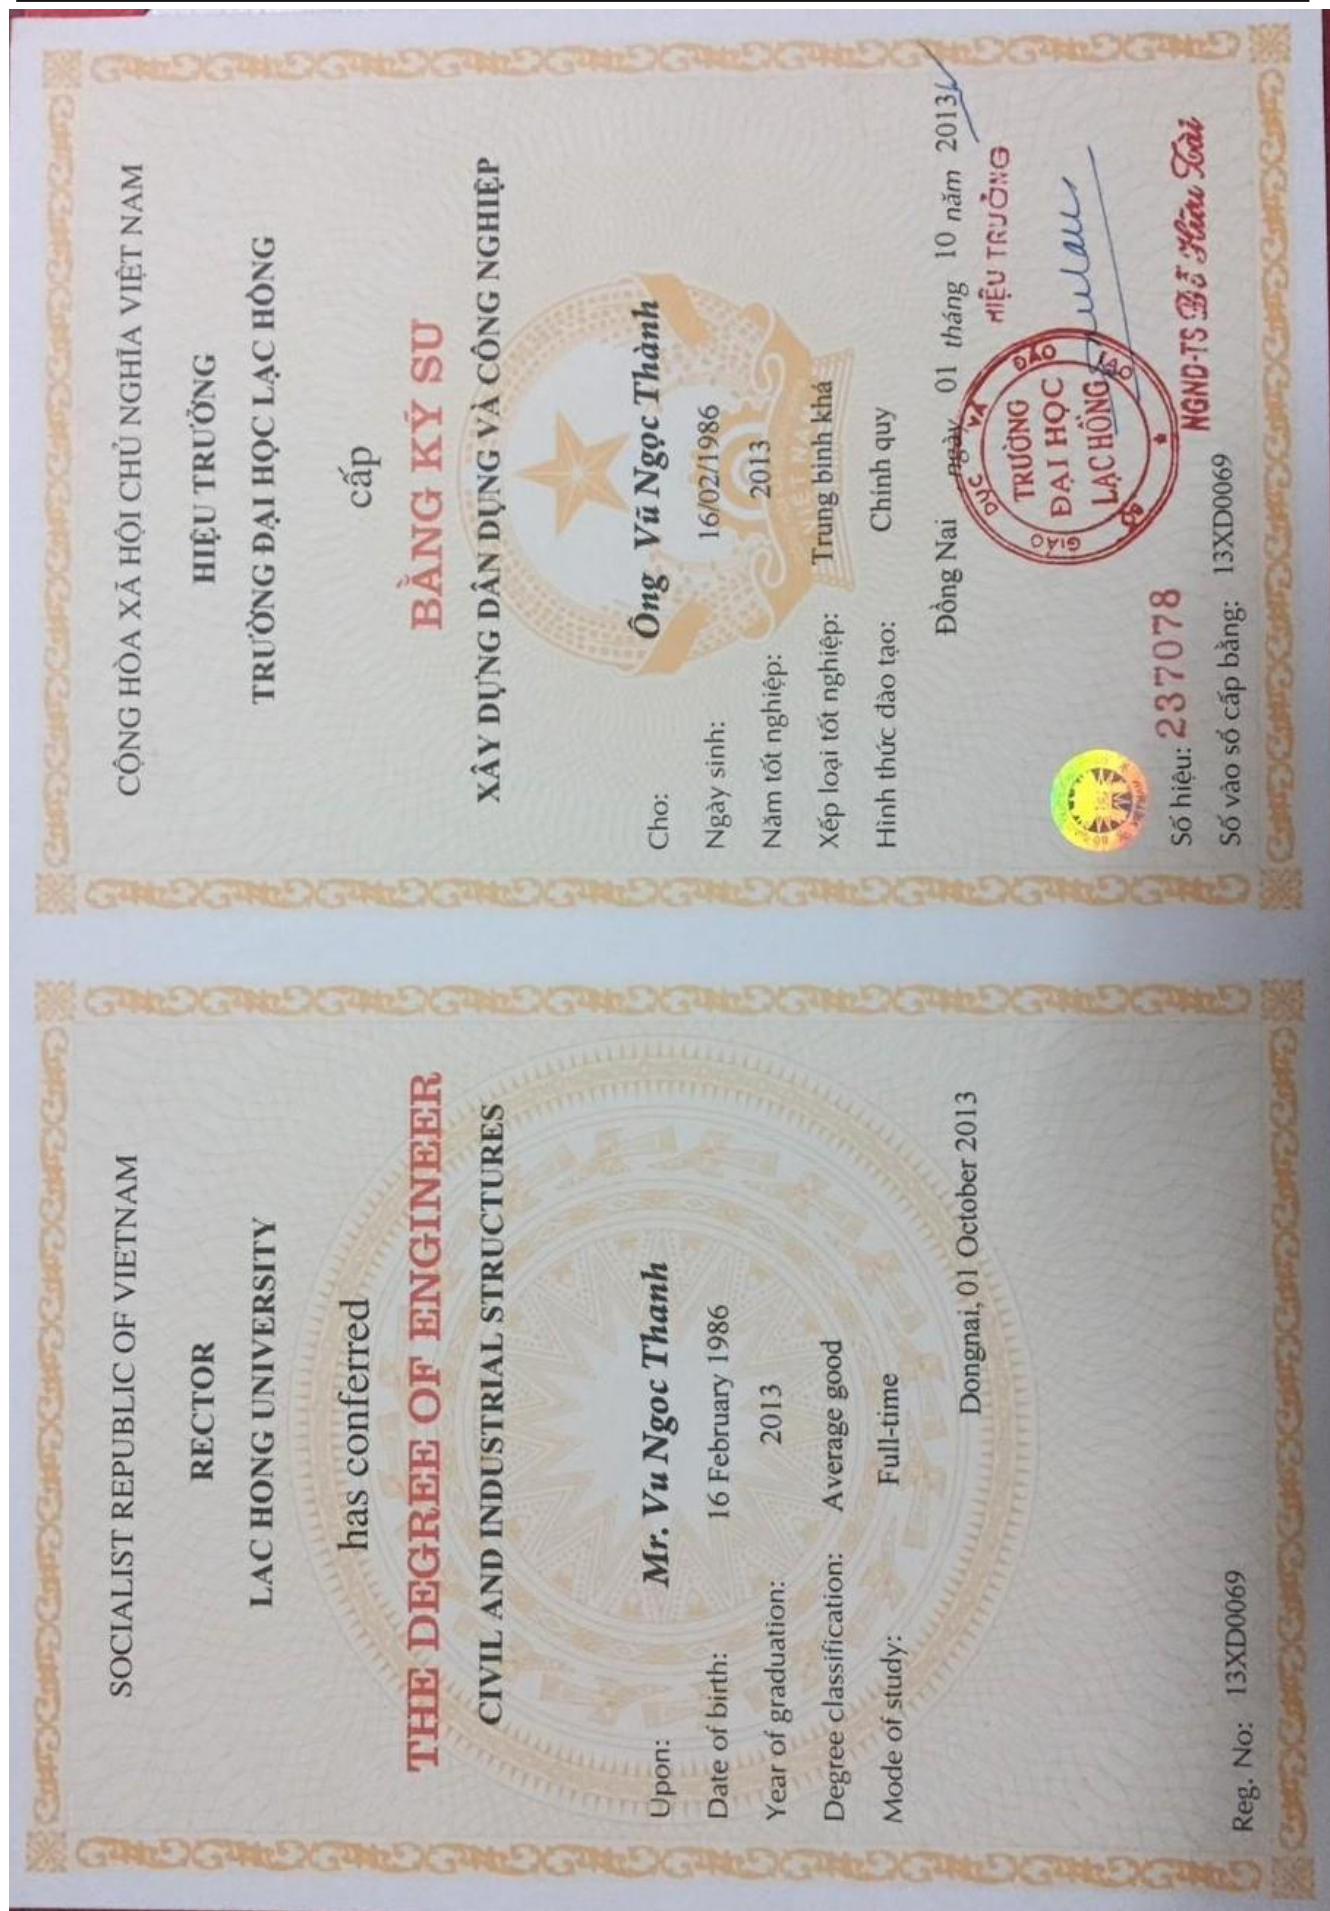 SOCIALIST REPUBLIC OF VIETNAM
RECTOR
LAC HONG UNIVERSITY
has conferred
THE DEGREE OF ENGINEER
CIVIL AND INDUSTRIAL STRUCTURES
Upon: Mr. Vu Ngoc Thanh
Date of birth: 16 February 1986
Year of graduation: 2013
Degree classification: Average good
Mode of study: Full-time
Dongnai, 01 October 2013
Reg. No: 13XD0069
CỘNG HÒA XÃ HỘI CHỦ NGHĨA VIỆT NAM
HIỆU TRƯỞNG
TRƯỜNG ĐẠI HỌC LẠC HỒNG
cấp
BẰNG KỸ SƯ
XÂY DỰNG DÂN DỤNG VÀ CÔNG NGHIỆP
Cho: Ông Vũ Ngọc Thành
Ngày sinh: 16/02/1986
Năm tốt nghiệp: 2013
Xếp loại tốt nghiệp: Trung bình khá
Hình thức đào tạo: Chính quy
Đồng Nai ngày 01 tháng 10 năm 2013
HIỆU TRƯỞNG
GIÁO DỤC VÀ ĐÀO TẠO
TRƯỜNG
ĐẠI HỌC
LẠC HỒNG
NGND-TS Đỗ Hữu Tài
Số hiệu: 237078
Số vào sổ cấp bằng: 13XD0069